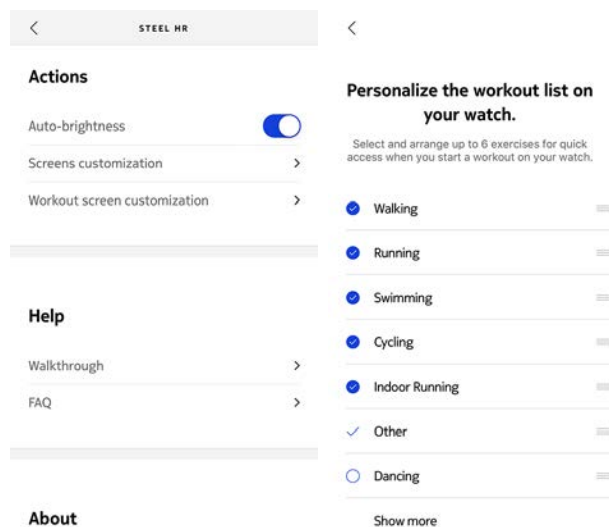 STEEL HR
Actions
Auto-brightness
Screens customization
Workout screen customization
Help
Walkthrough
FAQ
About
Personalize the workout list on
your watch.
Select and arrange up to 6 exercises for quick
access when you start a workout on your watch.
Walking
Running
Swimming
Cycling
Indoor Running
Other
Dancing
Show more